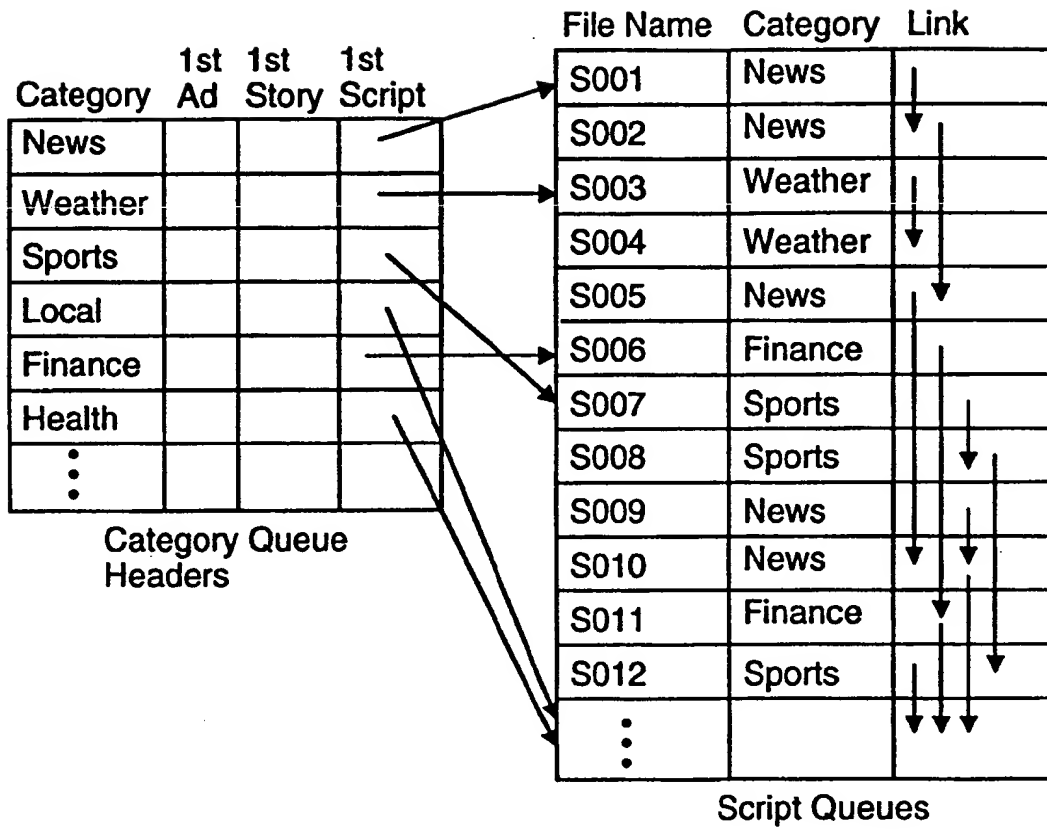 Category 1st Ad 1st Story 1st Script
News
Weather
Sports
Local
Finance
Health
Category Queue
Headers
File Name Category Link
S001 News
S002 News
S003 Weather
S004 Weather
S005 News
S006 Finance
S007 Sports
S008 Sports
S009 News
S010 News
S011 Finance
S012 Sports
Script Queues